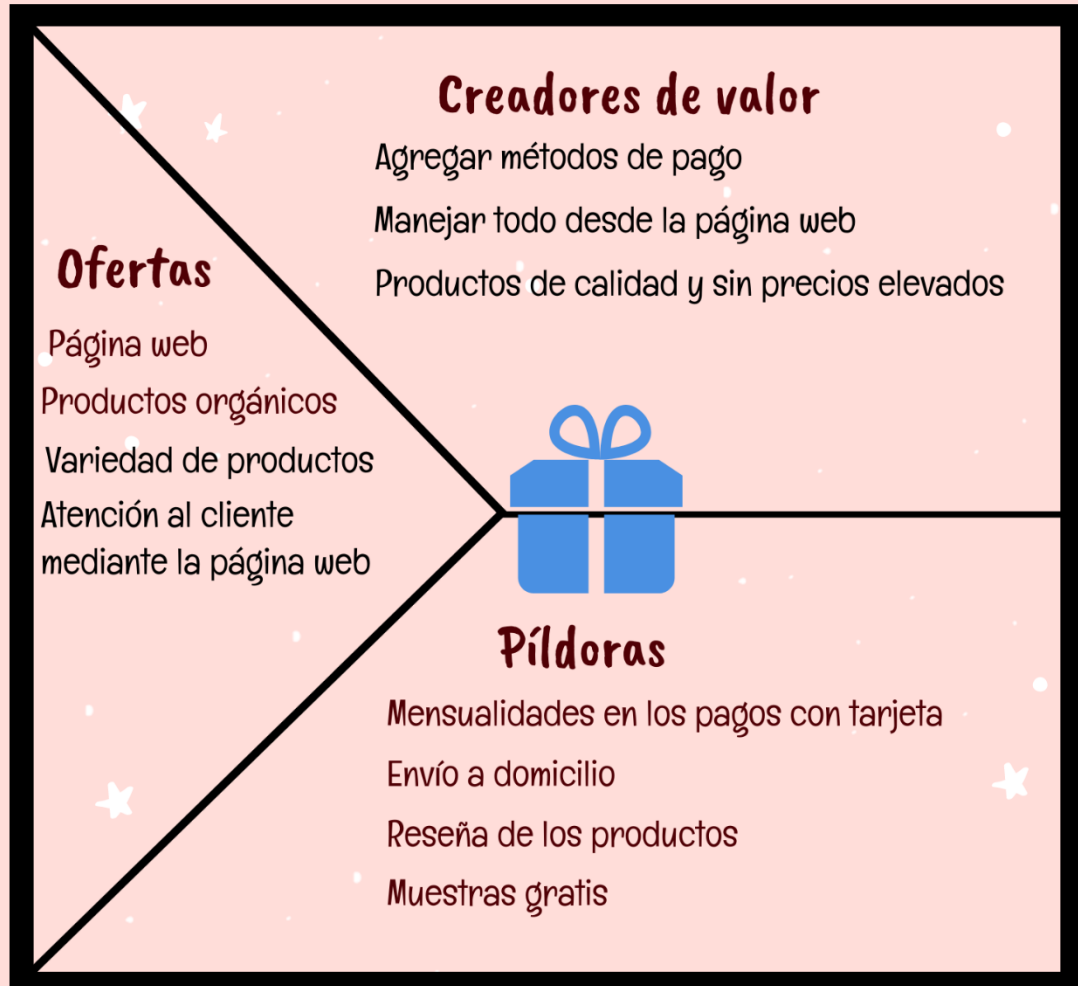 Creadores de valor
Agregar métodos de pago
Manejar todo desde la página web
Productos de calidad y sin precios elevados
Ofertas
Página web
Productos orgánicos
Variedad de productos
Atención al cliente
mediante la página web
Píldoras
Mensualidades en los pagos con tarjeta
Envío a domicilio
Reseña de los productos
Muestras gratis